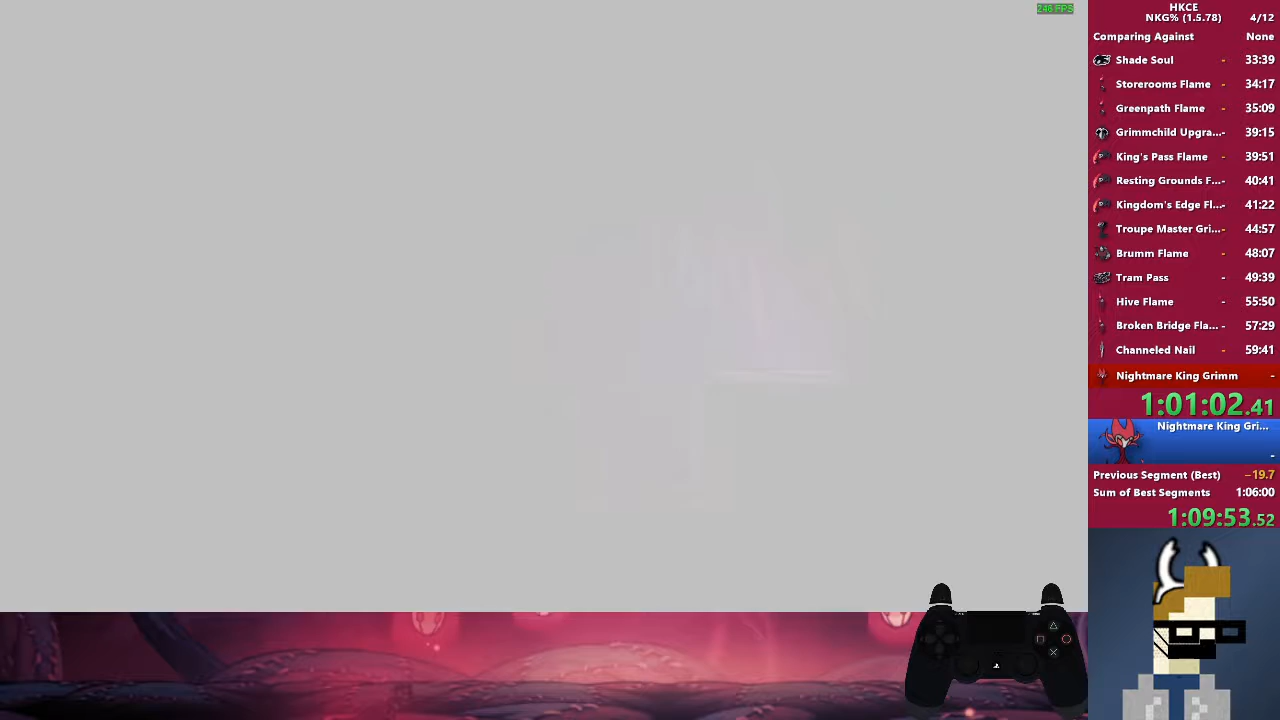 246 FPS
HKCE
NKG% (1.5.78) 4/12
Comparing Against None
Shade Soul - 33:39
Storerooms Flame - 34:17
Greenpath Flame - 35:09
Grimmchild Upgra...- 39:15
King's Pass Flame - 39:51
Resting Grounds F...- 40:41
Kingdom's Edge Fl...- 41:22
Troupe Master Gri...- 44:57
Brumm Flame - 48:07
Tram Pass - 49:39
Hive Flame - 55:50
Broken Bridge Fla...- 57:29
Channeled Nail - 59:41
Nightmare King Grimm -
1:01:02.41
Nightmare King Gri...
-
Previous Segment (Best) −19.7
Sum of Best Segments 1:06:00
1:09:53.52